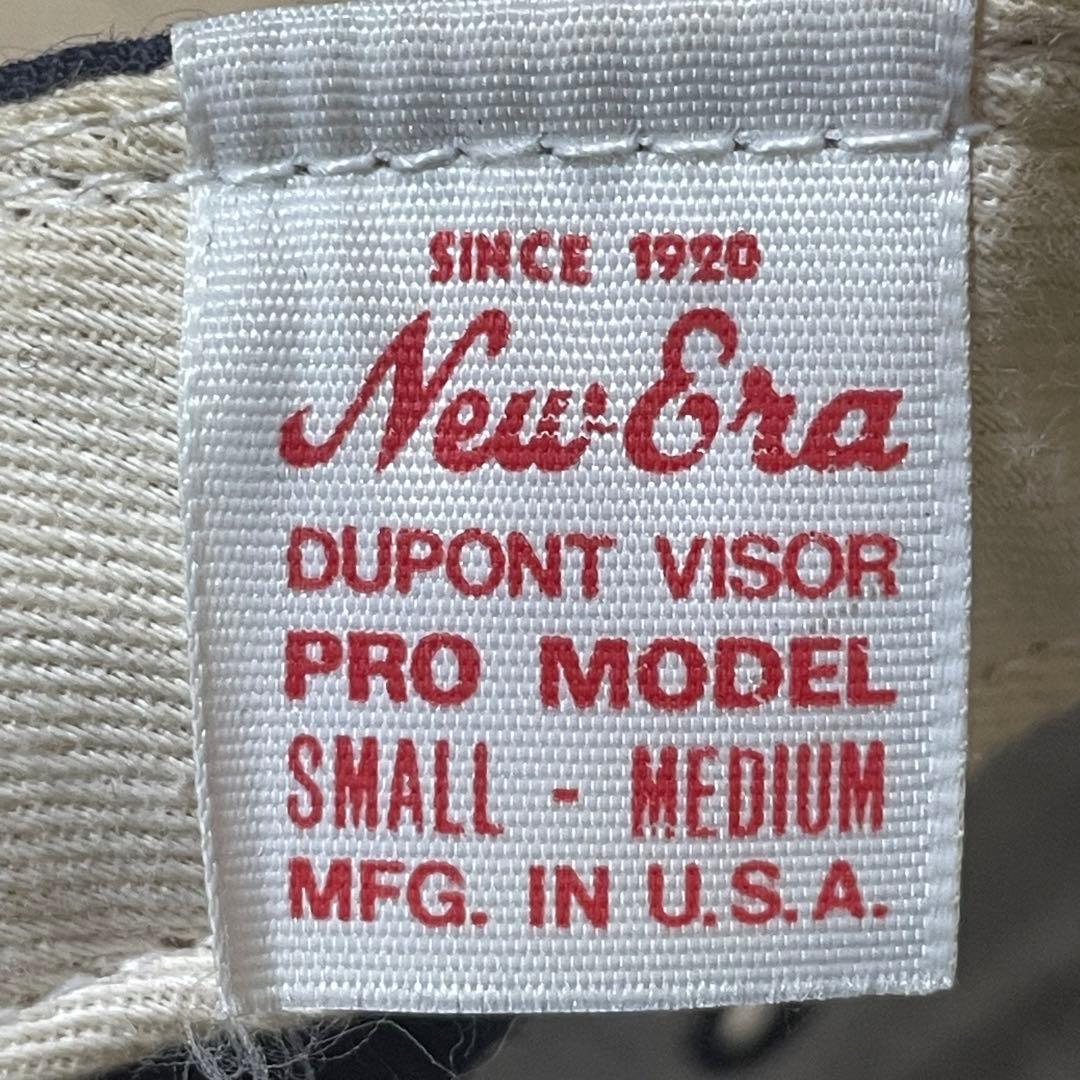 SINCE 1920
New Era
DUPONT VISOR
PRO MODEL
SMALL - MEDIUM
MFG. IN U.S.A.